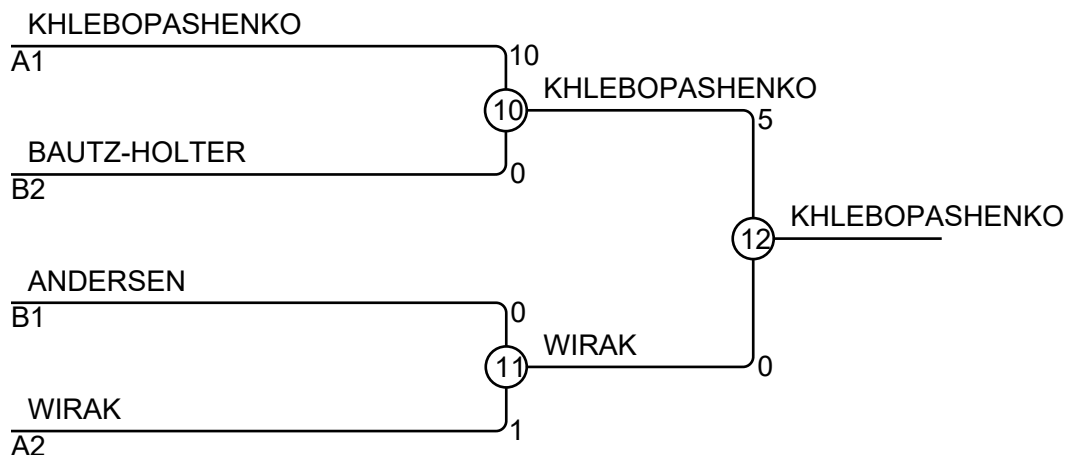 KHLEBOPASHENKO
A1
10
10
KHLEBOPASHENKO
5
BAUTZ-HOLTER
B2
0
12
KHLEBOPASHENKO
ANDERSEN
B1
0
11
WIRAK
0
WIRAK
A2
1